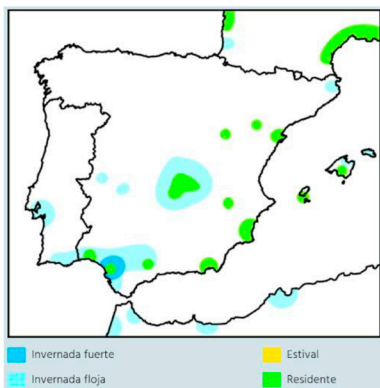 Invernada fuerte
Estival
Invernada floja
Residente